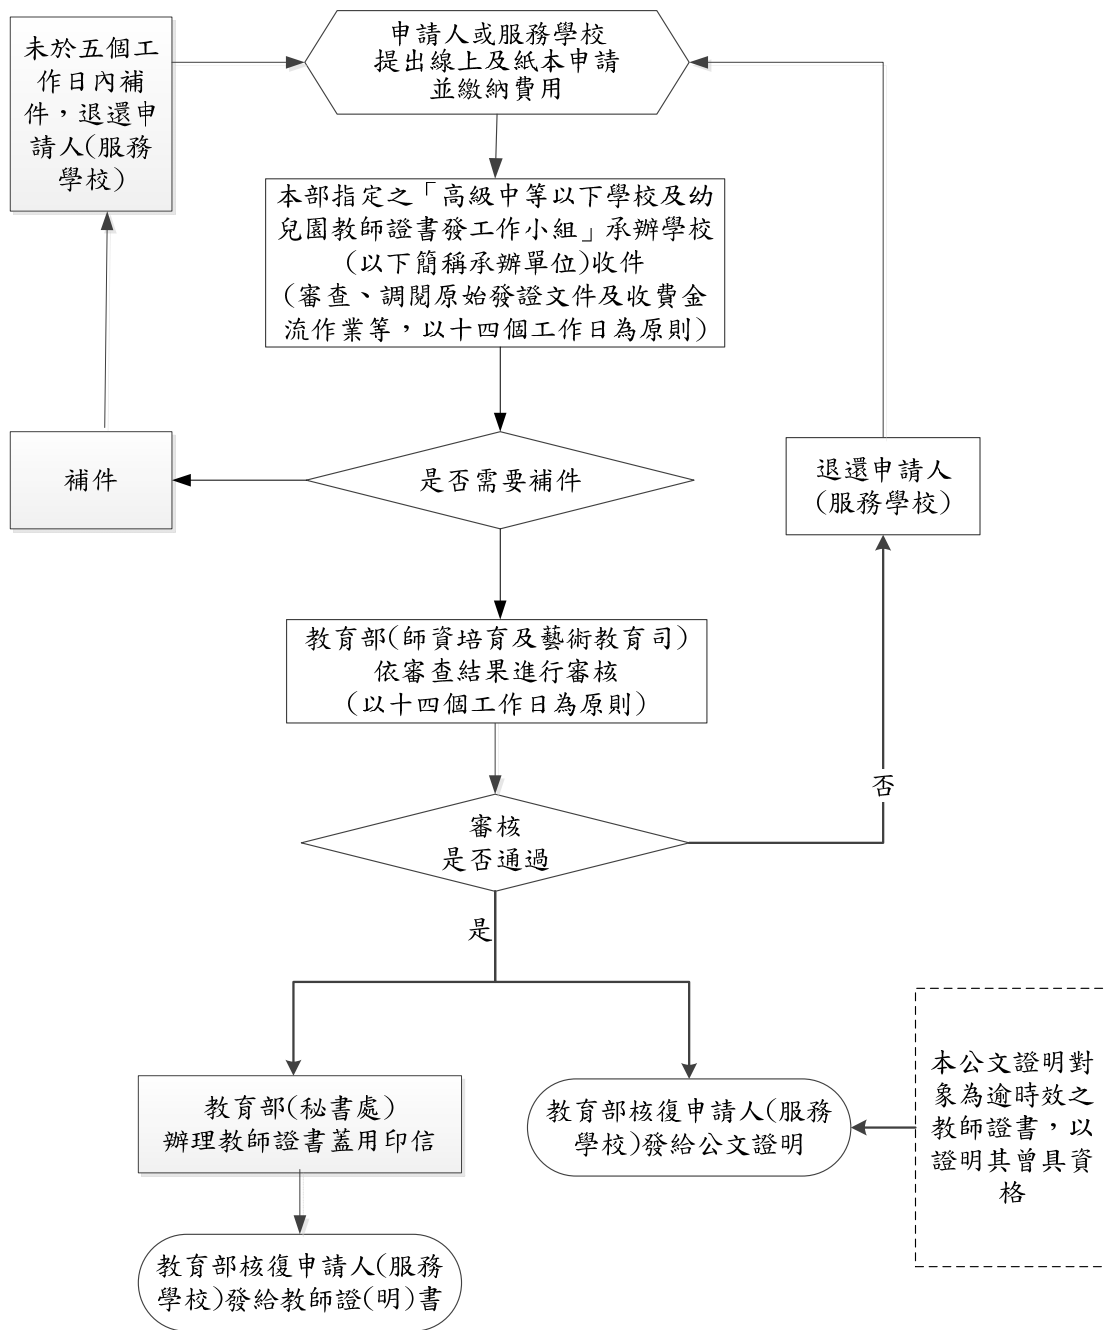 未於五個工
作日內補
件，退還申
請人(服務
學校)
申請人或服務學校
提出線上及紙本申請
並繳納費用
本部指定之「高級中等以下學校及幼
兒園教師證書發工作小組」承辦學校
(以下簡稱承辦單位)收件
(審查、調閱原始發證文件及收費金
流作業等，以十四個工作日為原則)
補件
是否需要補件
退還申請人
(服務學校)
教育部(師資培育及藝術教育司)
依審查結果進行審核
(以十四個工作日為原則)
否
審核
是否通過
是
教育部(秘書處)
辦理教師證書蓋用印信
教育部核復申請人(服務
學校)發給公文證明
本公文證明對
象為逾時效之
教師證書，以
證明其曾具資
格
教育部核復申請人(服務
學校)發給教師證(明)書